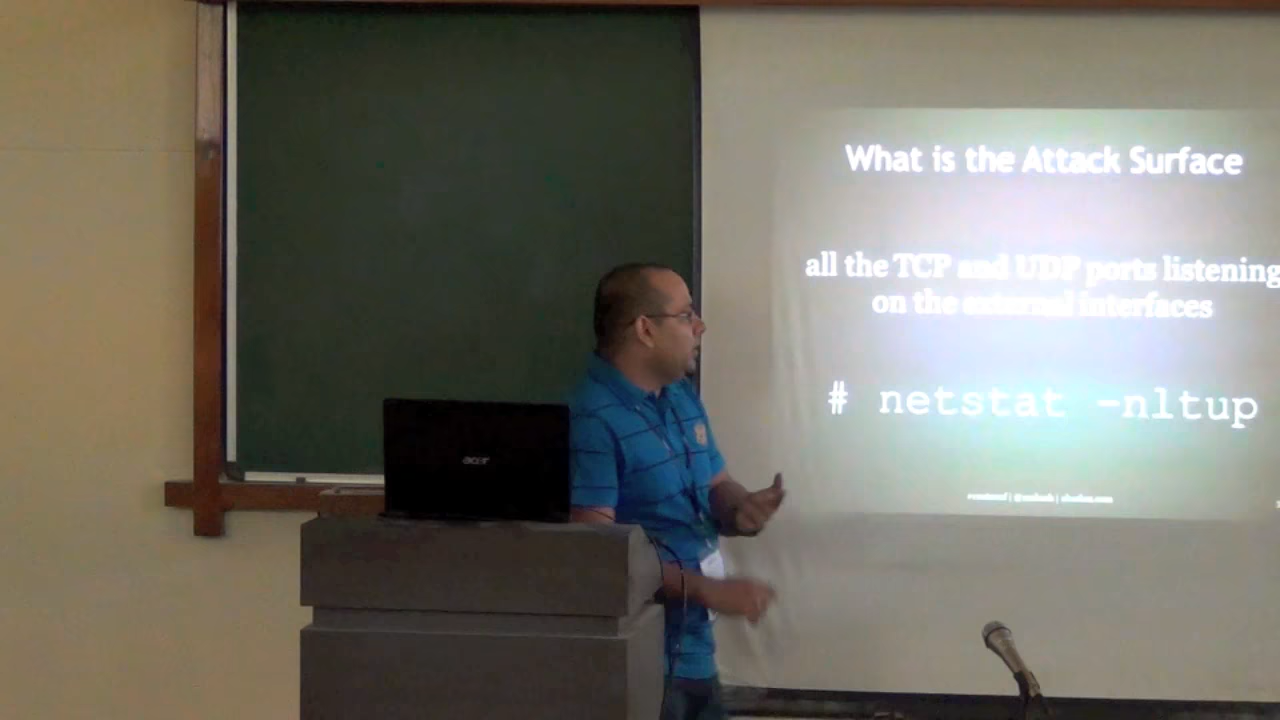 What is the Attack Surface
all the TCP and UDP ports listening
on the external interfaces
# netstat -nltup
acer